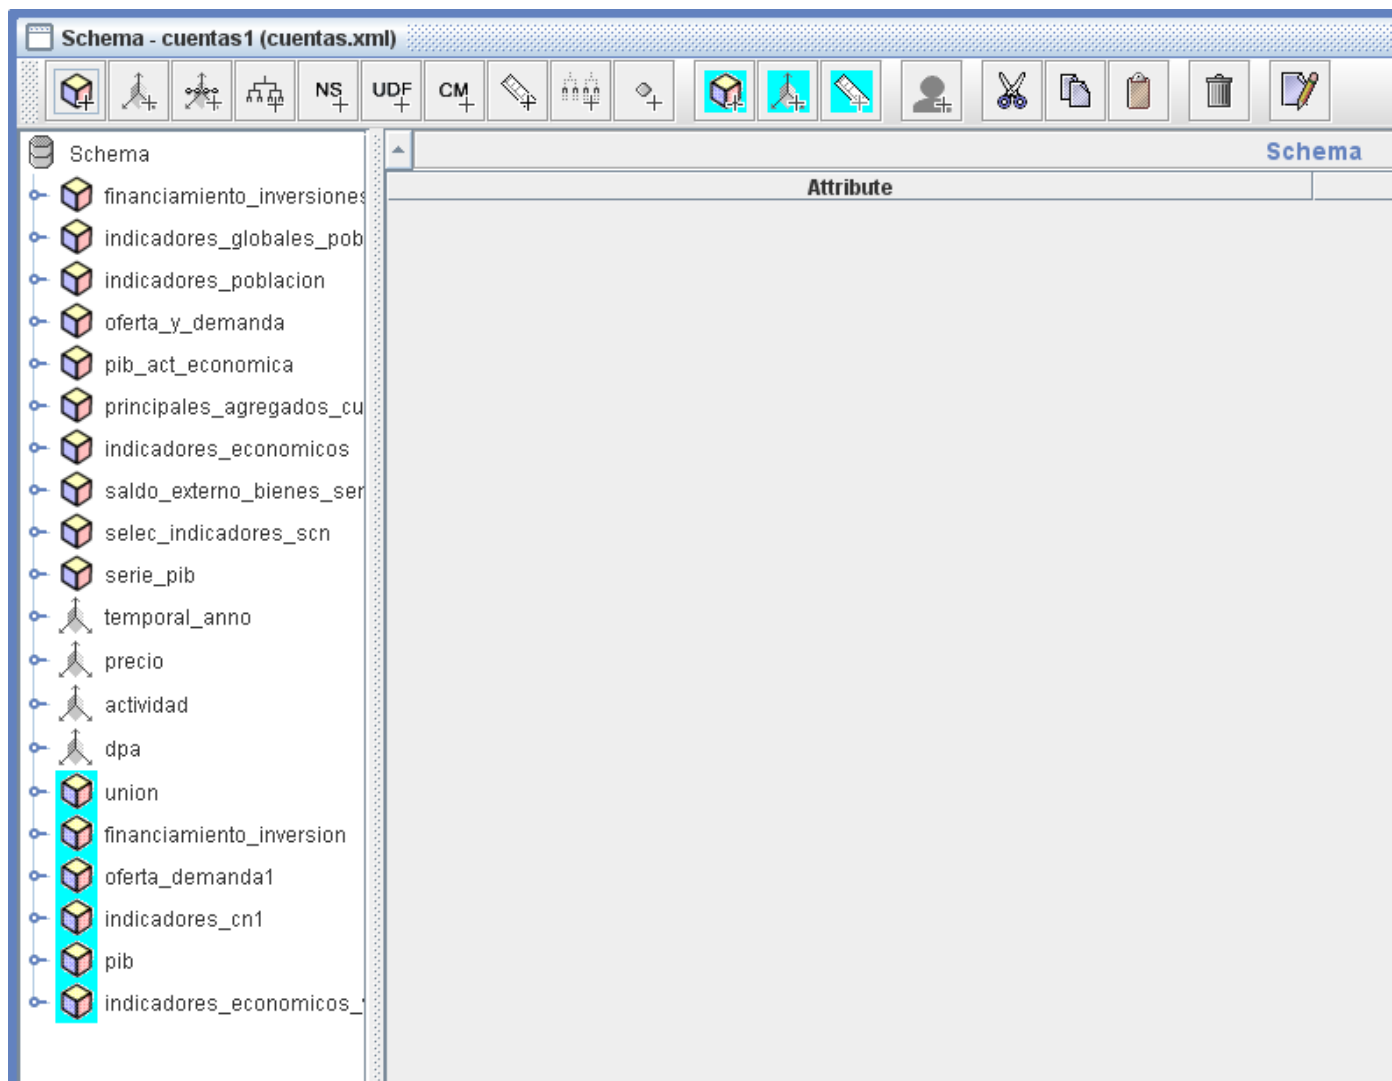 Schema - cuentas1 (cuentas.xml)
NS UDF CM
Schema
Schema
Attribute
financiamiento_inversiones
indicadores_globales_pob
indicadores_poblacion
oferta_y_demanda
pib_act_economica
principales_agregados_cu
indicadores_economicos
saldo_externo_bienes_ser
selec_indicadores_scn
serie_pib
temporal_anno
precio
actividad
dpa
union
financiamiento_inversion
oferta_demanda1
indicadores_cn1
pib
indicadores_economicos_